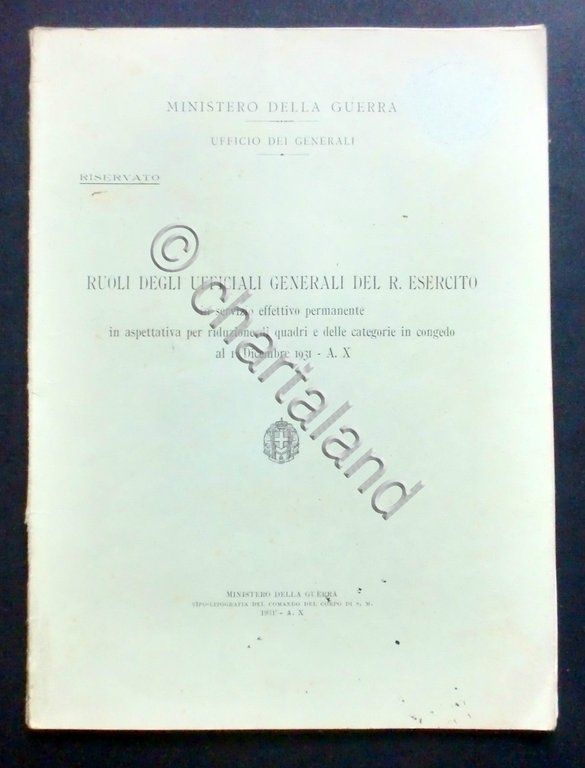 MINISTERO DELLA GUERRA
UFFICIO DEI GENERALI
RISERVATO
RUOLI DEGLI UFFICIALI GENERALI DEL R. ESERCITO
servizio effettivo permanente
in aspettativa per riduzione di quadri e delle categorie in congedo
al Dicembre 1931 - A. X
© chartaland
MINISTERO DELLA GUERRA
TIPO-LITOGRAFIA DEL COMANDO DEL CORPO DI S. M.
1931 - A. X